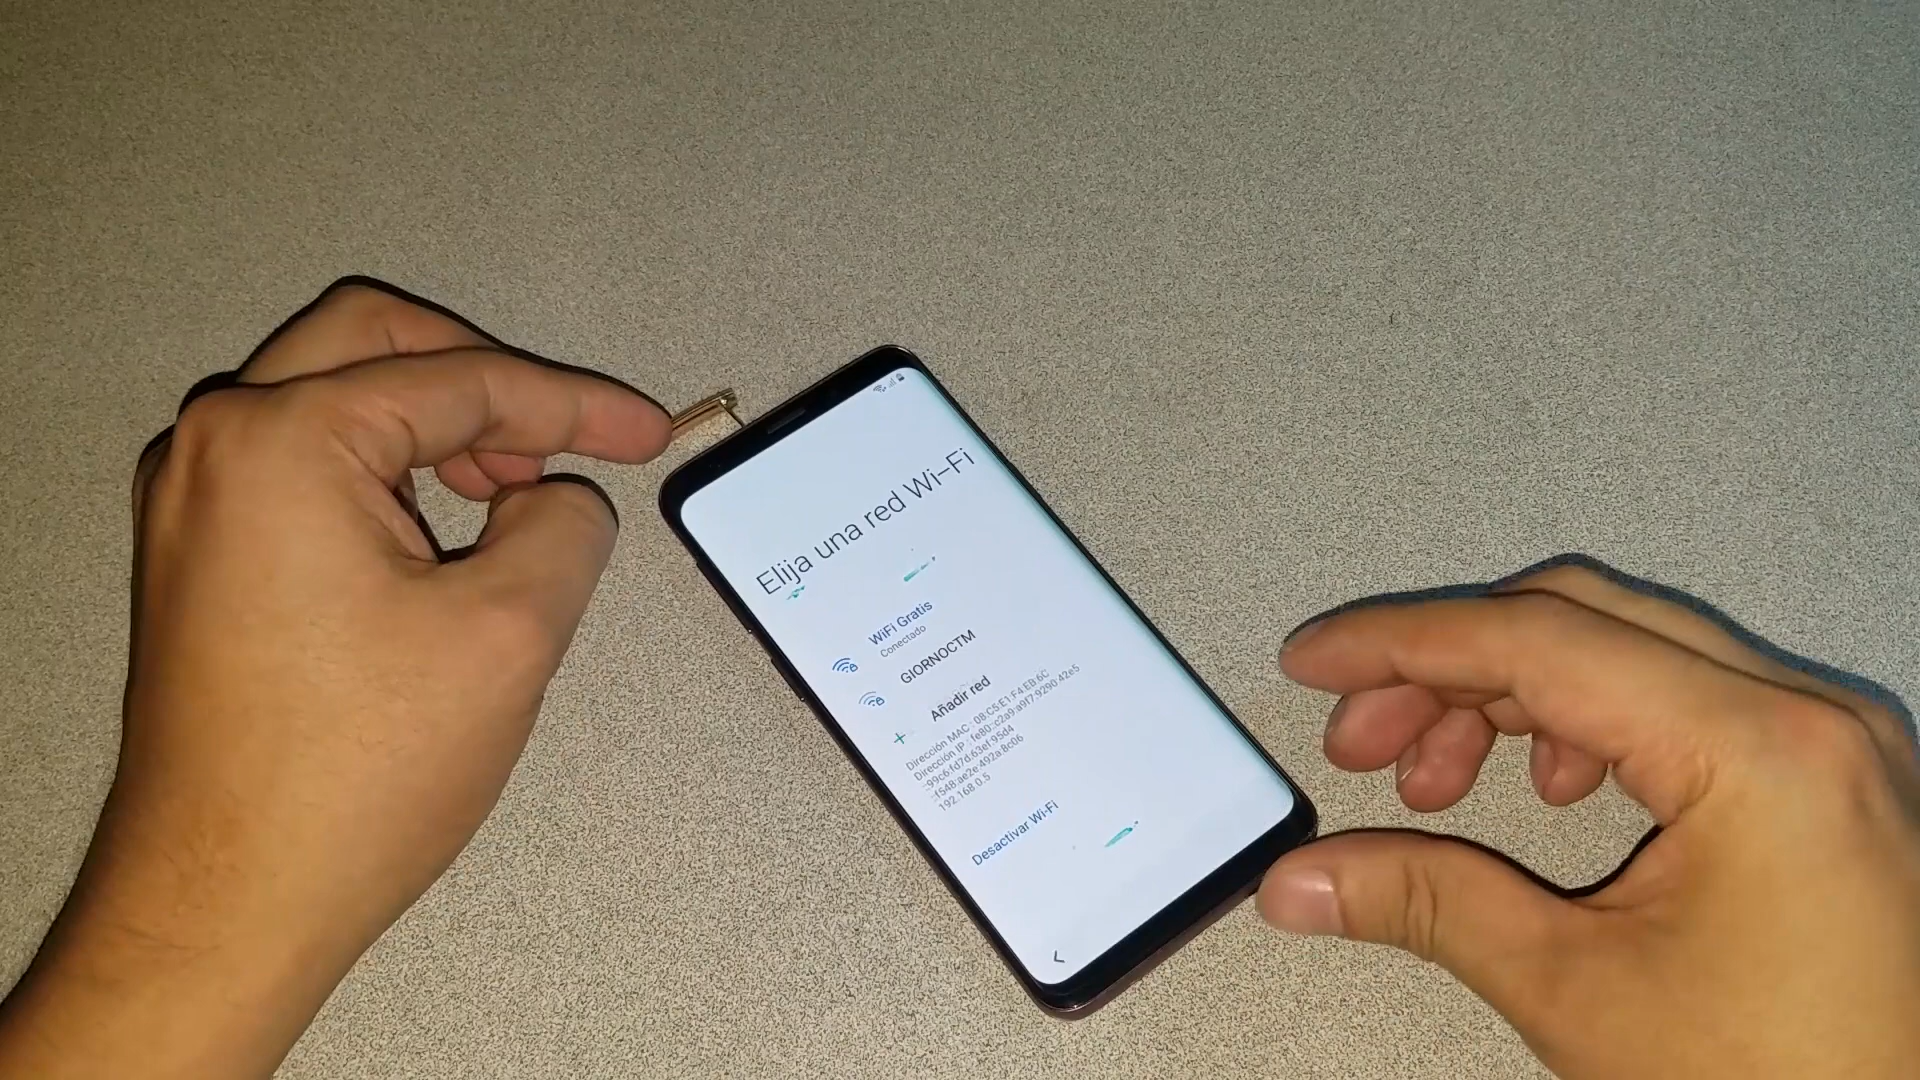 Elija una red Wi-Fi
WiFi Gratis
Conectado
GIORNOCTM
Añadir red
Dirección MAC : 08:C5:E1:F4:EB:6C
Dirección IP : fe80::c2a9:a9f7:9290:42e5
::99c6:fd7d:63ef:95d4
::f548:ae2e:492a:8c06
192.168.0.5
Desactivar Wi-Fi